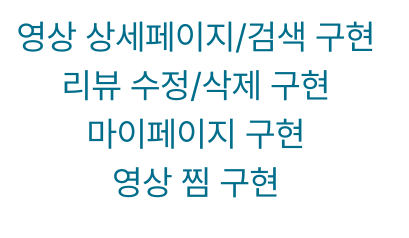 영상 상세페이지/검색 구현
리뷰 수정/삭제 구현
마이페이지 구현
영상 찜 구현